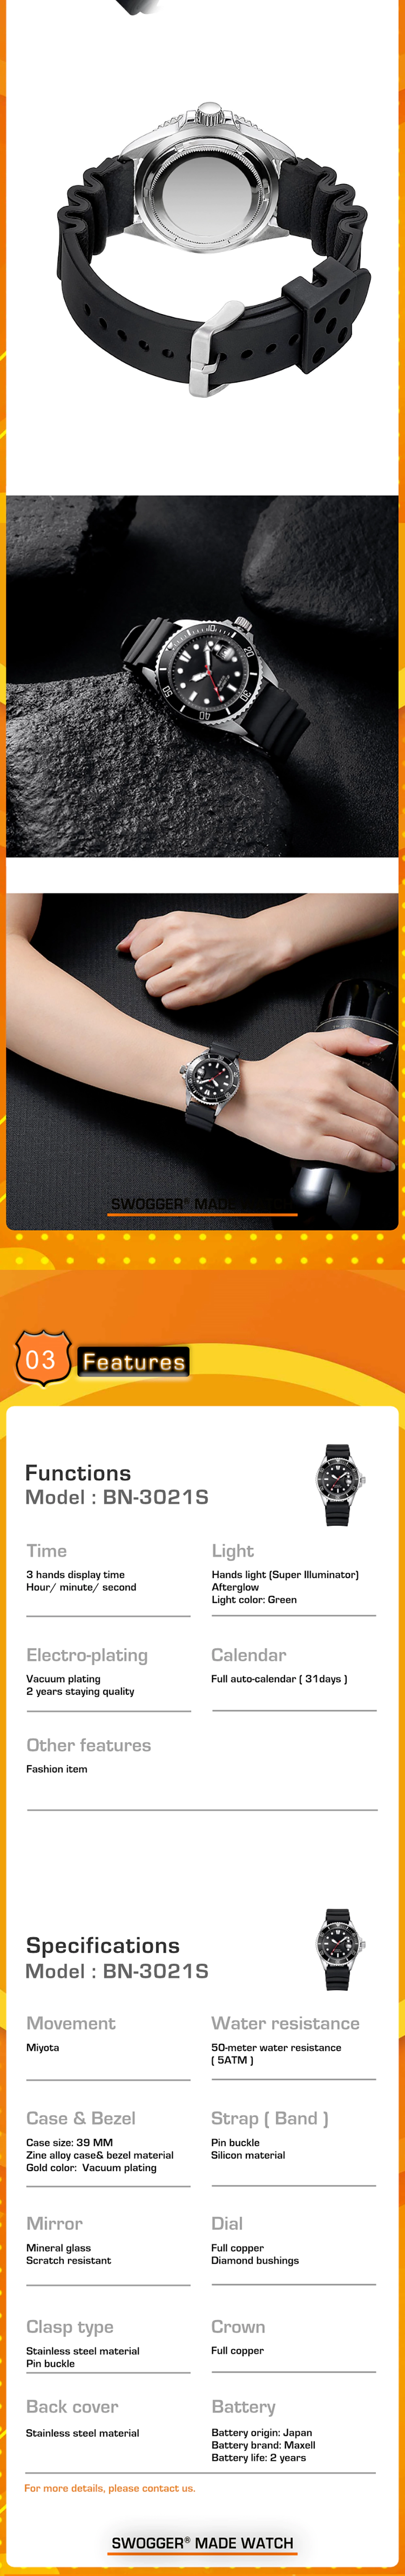 SWOGGER® MADE
03
Features
Functions
Model : BN-3021S
Time
3 hands display time
Hour/ minute/ second
Light
Hands light (Super Illuminator)
Afterglow
Light color: Green
Electro-plating
Vacuum plating
2 years staying quality
Calendar
Full auto-calendar ( 31days )
Other features
Fashion item
Specifications
Model : BN-3021S
Movement
Miyota
Water resistance
50-meter water resistance
( 5ATM )
Case & Bezel
Case size: 39 MM
Zine alloy case& bezel material
Gold color:  Vacuum plating
Strap ( Band )
Pin buckle
Silicon material
Mirror
Mineral glass
Scratch resistant
Dial
Full copper
Diamond bushings
Clasp type
Stainless steel material
Pin buckle
Crown
Full copper
Back cover
Stainless steel material
Battery
Battery origin: Japan
Battery brand: Maxell
Battery life: 2 years
For more details, please contact us.
SWOGGER® MADE WATCH